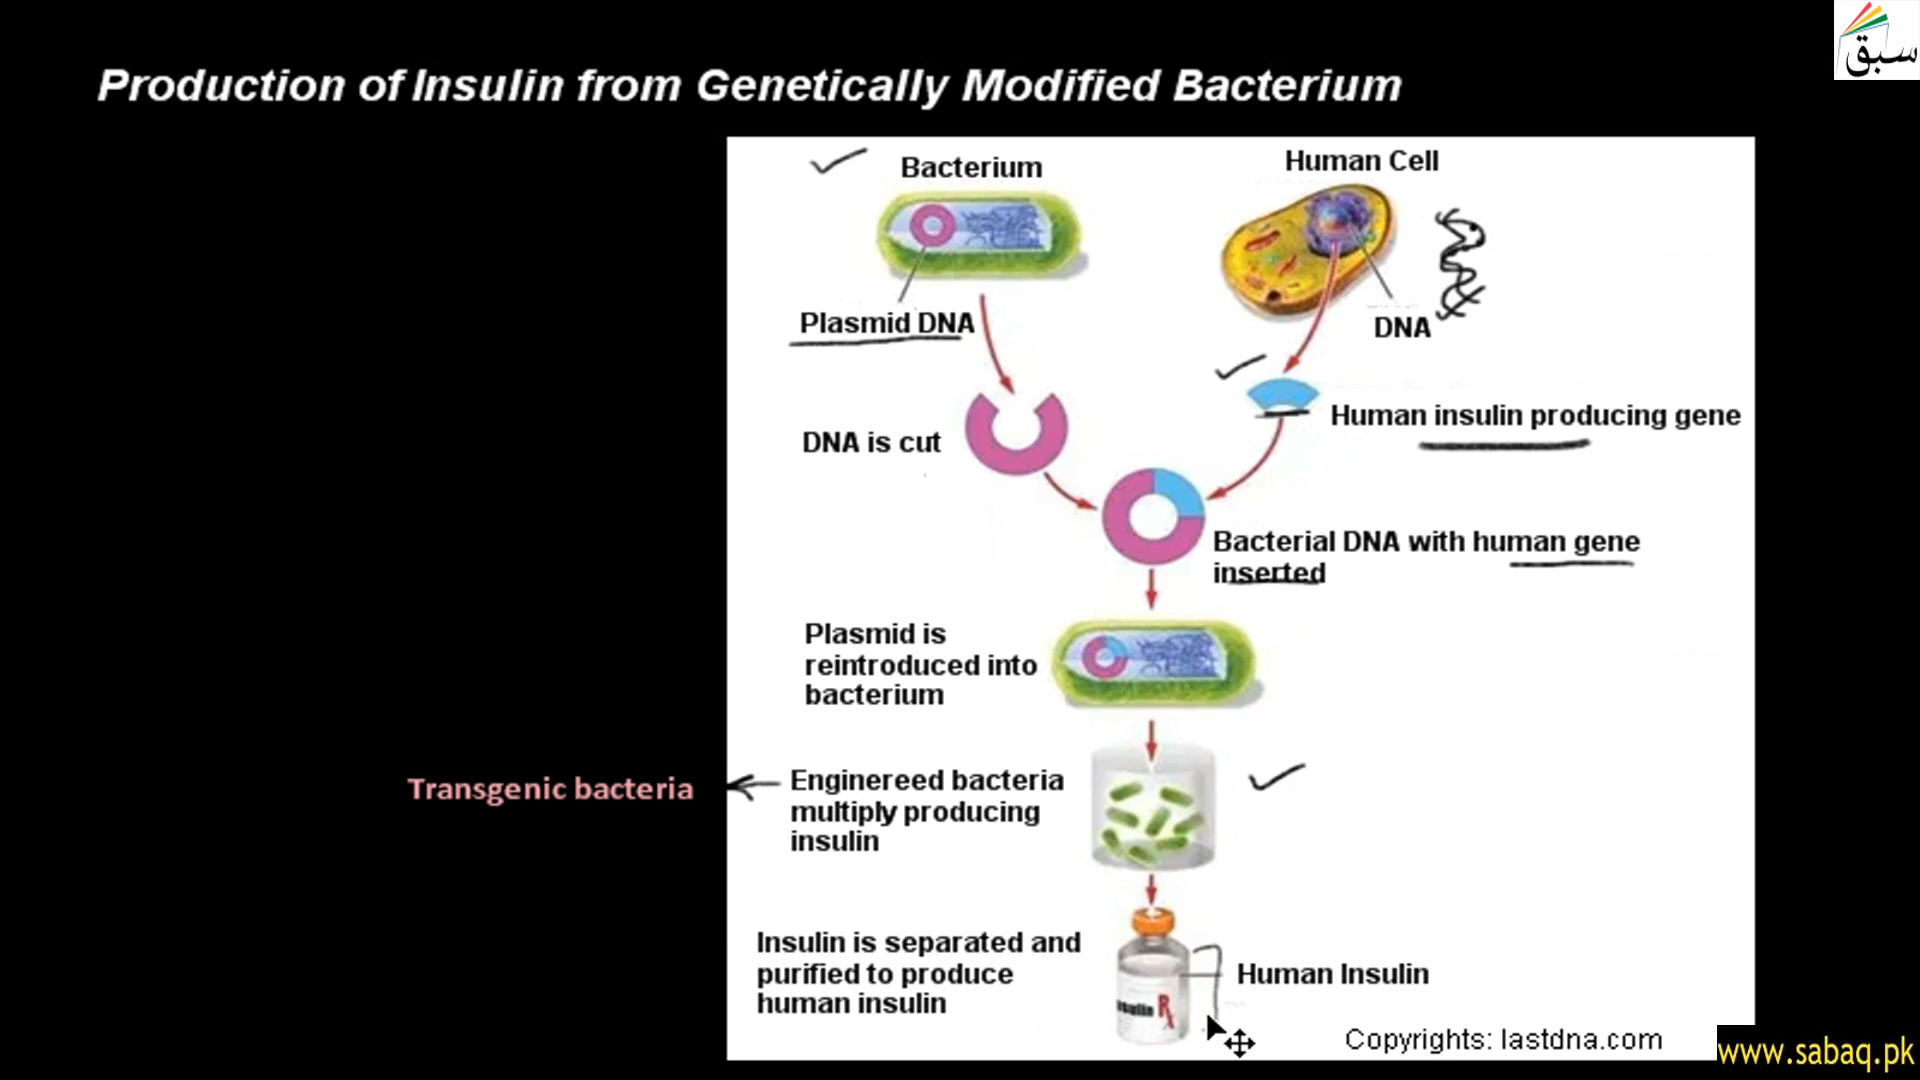 سبق
Production of Insulin from Genetically Modified Bacterium
Bacterium
Human Cell
Plasmid DNA
DNA
DNA is cut
Human insulin producing gene
Bacterial DNA with human gene
inserted
Plasmid is
reintroduced into
bacterium
Transgenic bacteria
Enginereed bacteria
multiply producing
insulin
Insulin is separated and
purified to produce
human insulin
Human Insulin
Rx
Copyrights: lastdna.com
www.sabaq.pk